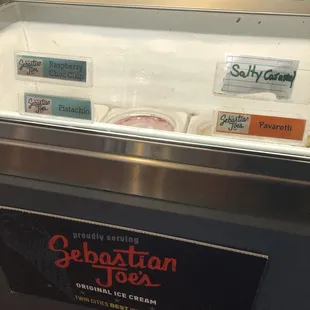 Sebastian Joe's
Raspberry
Choc Chip
Salty Caramel
Sebastian Joe's
Pistachio
Sebastian Joe's
Pavarotti
proudly serving
Sebastian
Joe's
ORIGINAL ICE CREAM
TWIN CITIES BEST